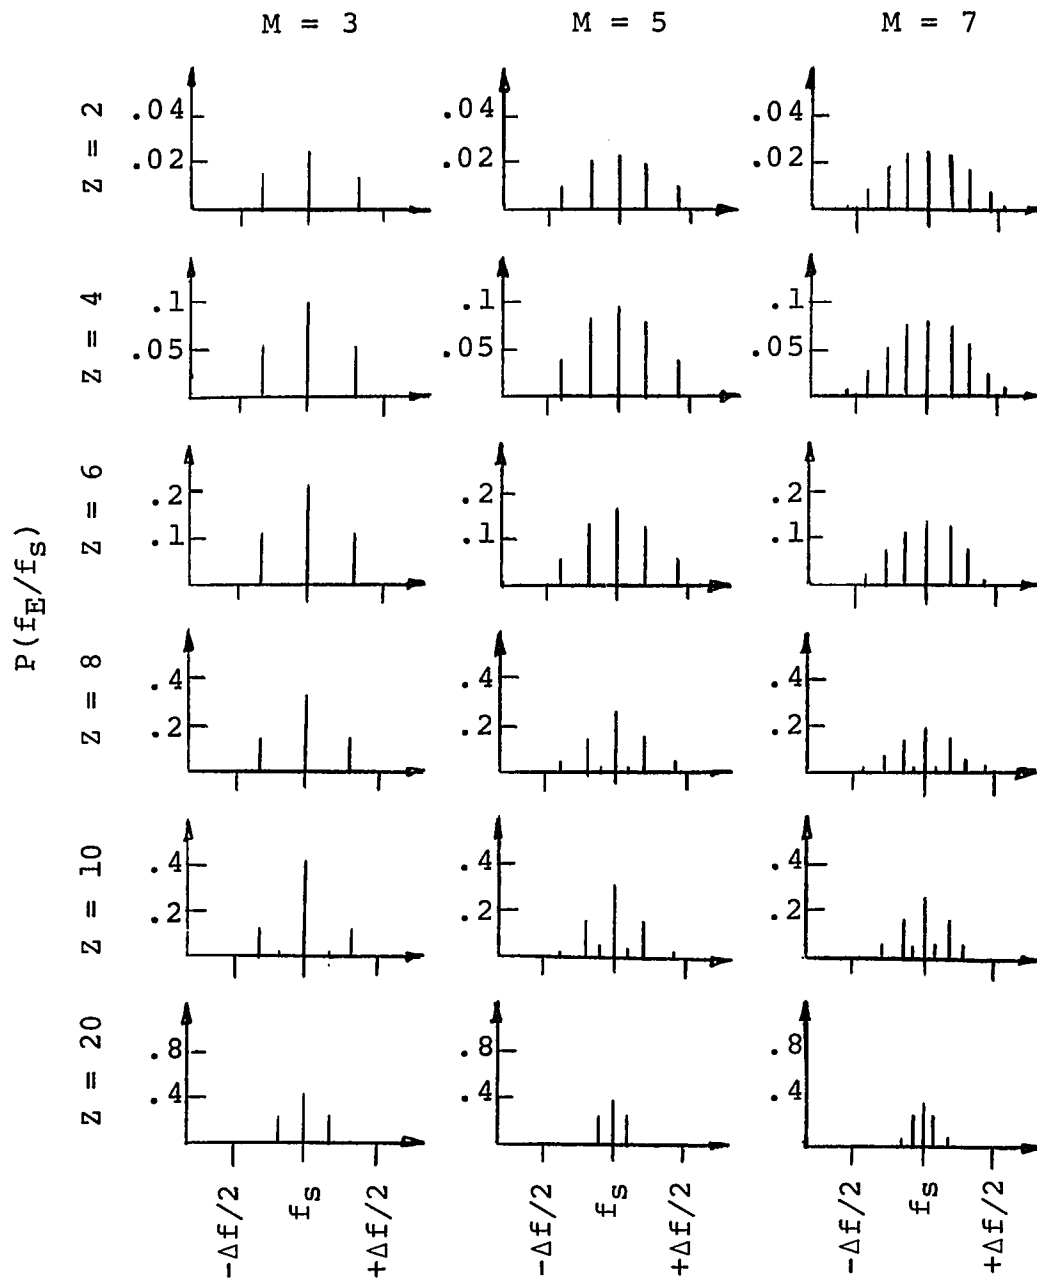 M = 3 M = 5 M = 7
P(fE/fs)
Z = 2
.04 .04 .04
.02 .02 .02
Z = 4
.1 .1 .1
.05 .05 .05
Z = 6
.2 .2 .2
.1 .1 .1
Z = 8
.4 .4 .4
.2 .2 .2
Z = 10
.4 .4 .4
.2 .2 .2
Z = 20
.8 .8 .8
.4 .4 .4
-Δf/2 fs +Δf/2 -Δf/2 fs +Δf/2 -Δf/2 fs +Δf/2